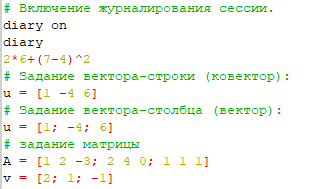 # Включение журналирования сессии.
diary on
diary
2*6+(7-4)^2
# Задание вектора-строки (ковектор):
u = [1 -4 6]
# Задание вектора-столбца (вектор):
u = [1; -4; 6]
# задание матрицы
A = [1 2 -3; 2 4 0; 1 1 1]
v = [2; 1; -1]